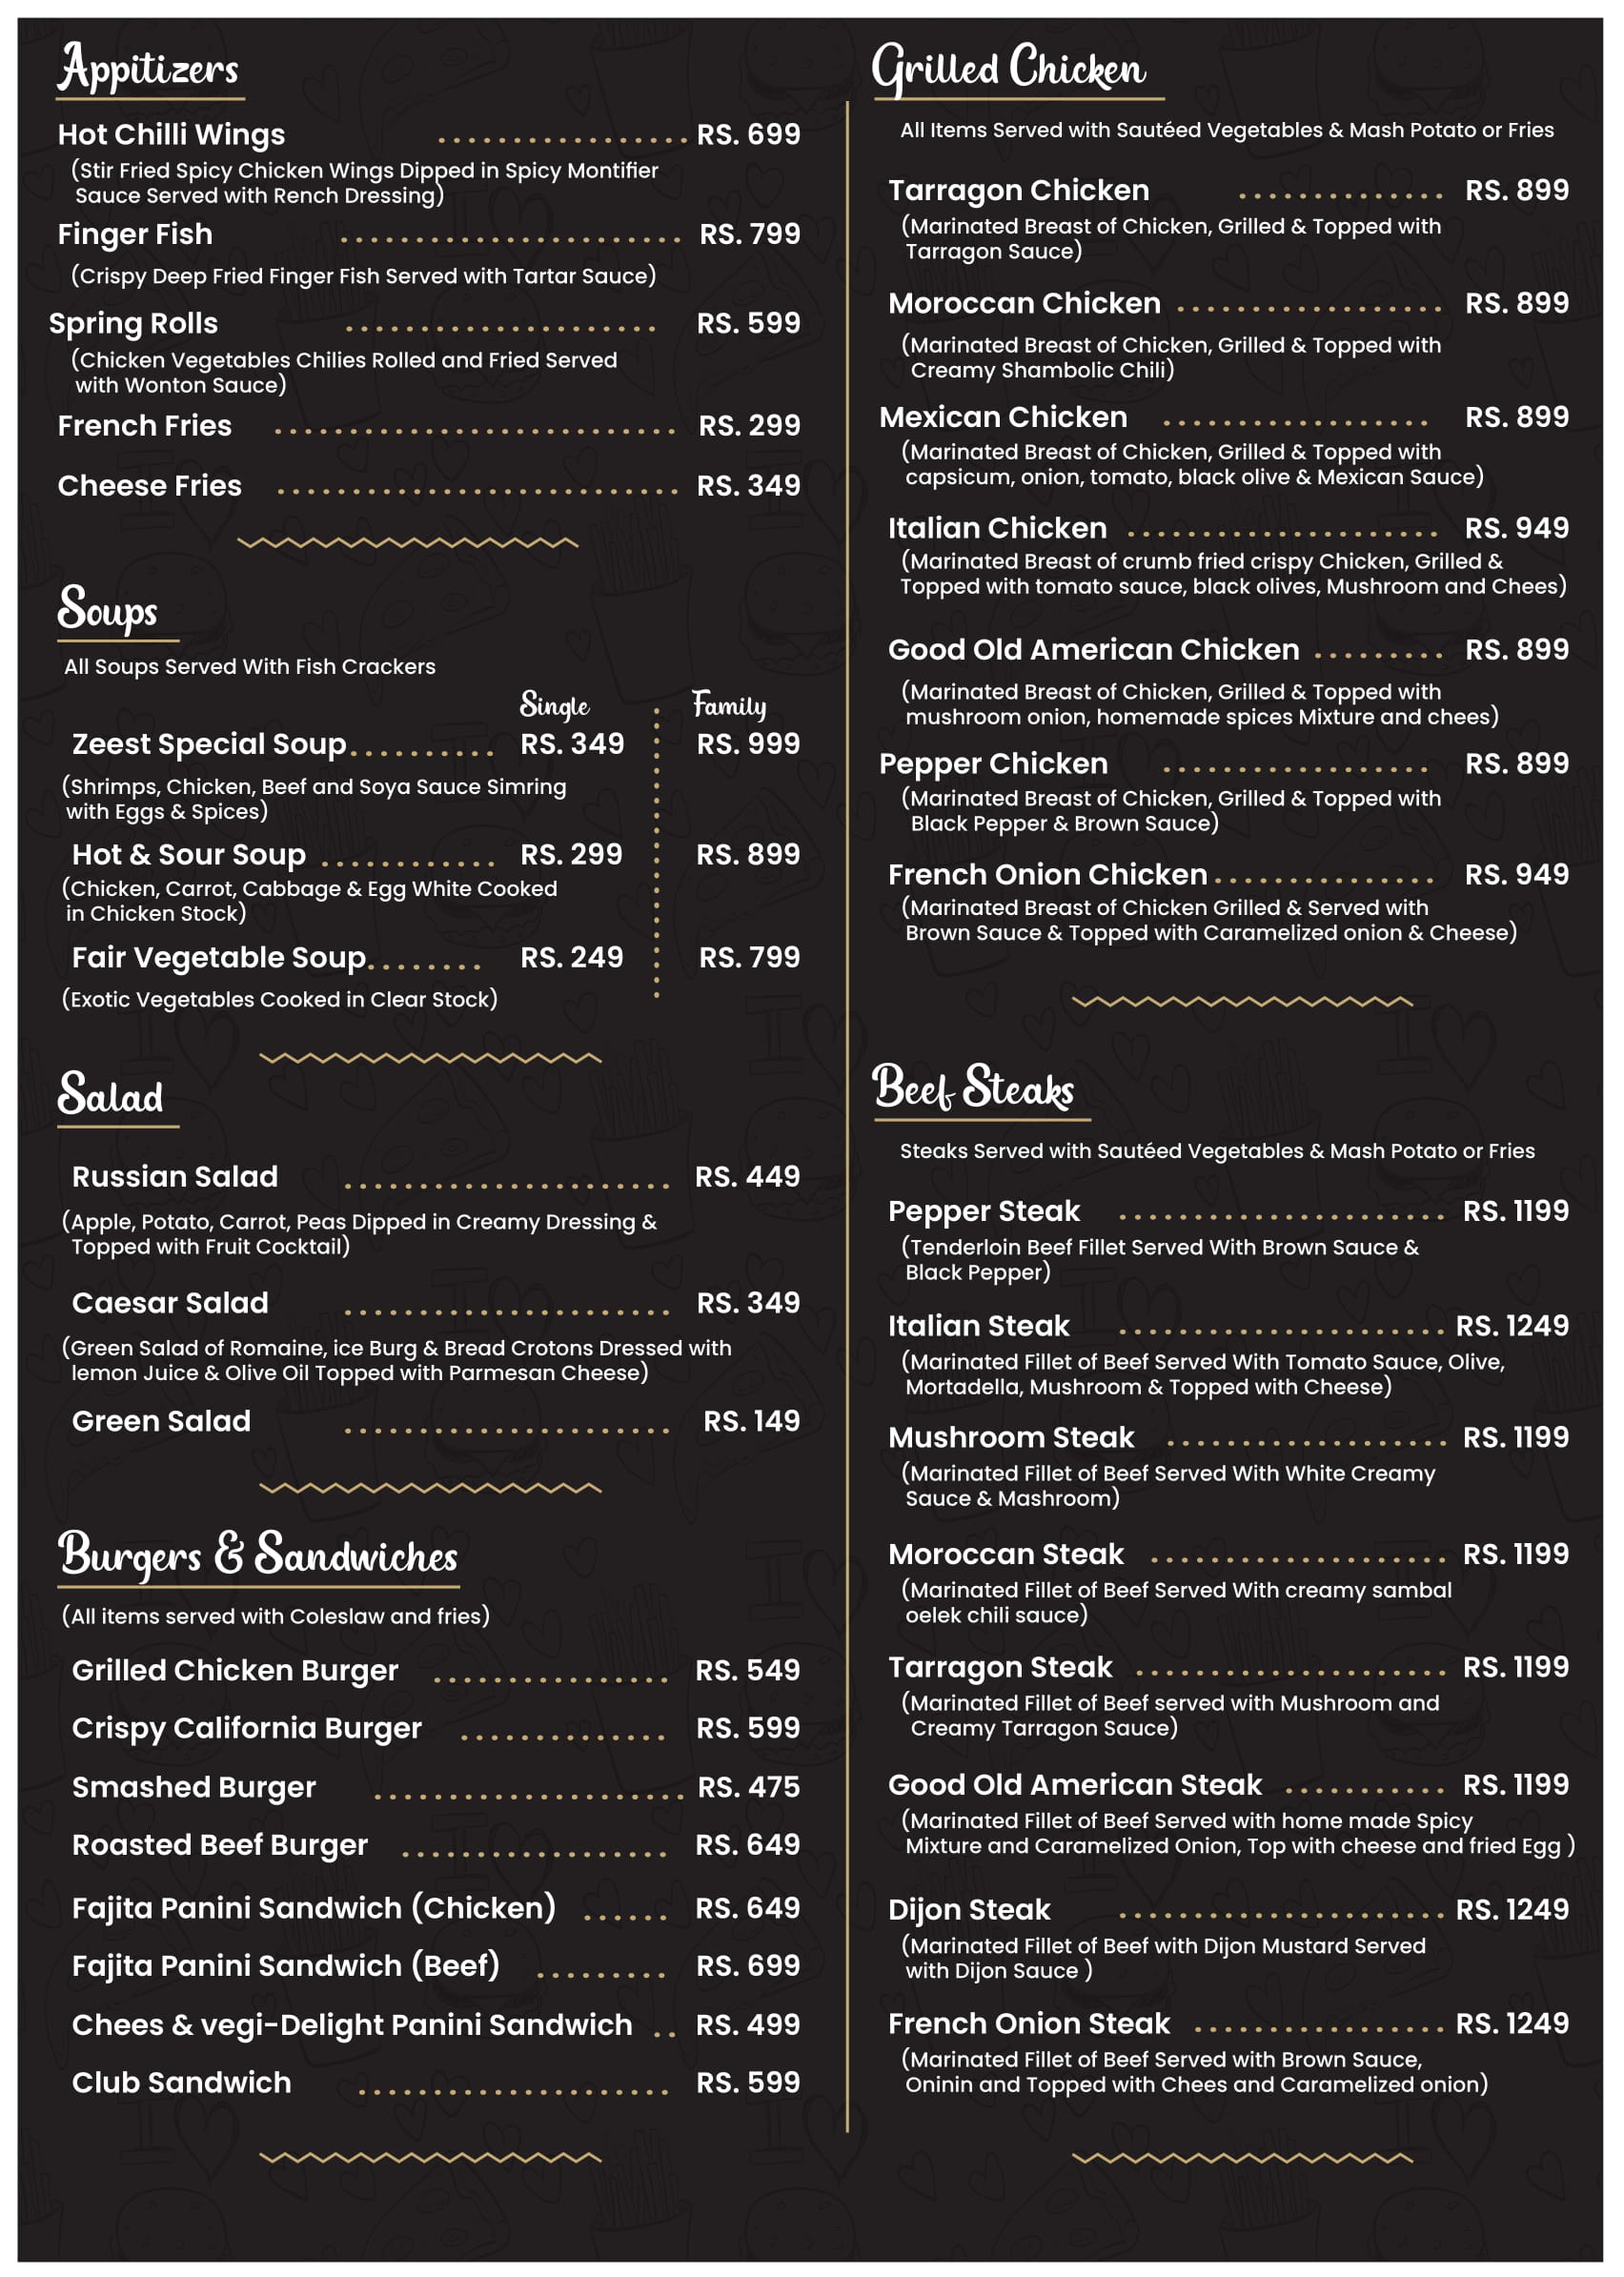 Appitizers
Hot Chilli Wings RS. 699
(Stir Fried Spicy Chicken Wings Dipped in Spicy Montifier
Sauce Served with Rench Dressing)
Finger Fish RS. 799
(Crispy Deep Fried Finger Fish Served with Tartar Sauce)
Spring Rolls RS. 599
(Chicken Vegetables Chilies Rolled and Fried Served
with Wonton Sauce)
French Fries RS. 299
Cheese Fries RS. 349
Soups
All Soups Served With Fish Crackers
Single Family
Zeest Special Soup RS. 349 RS. 999
(Shrimps, Chicken, Beef and Soya Sauce Simring
with Eggs & Spices)
Hot & Sour Soup RS. 299 RS. 899
(Chicken, Carrot, Cabbage & Egg White Cooked
in Chicken Stock)
Fair Vegetable Soup RS. 249 RS. 799
(Exotic Vegetables Cooked in Clear Stock)
Salad
Russian Salad RS. 449
(Apple, Potato, Carrot, Peas Dipped in Creamy Dressing &
Topped with Fruit Cocktail)
Caesar Salad RS. 349
(Green Salad of Romaine, ice Burg & Bread Crotons Dressed with
lemon Juice & Olive Oil Topped with Parmesan Cheese)
Green Salad RS. 149
Burgers & Sandwiches
(All items served with Coleslaw and fries)
Grilled Chicken Burger RS. 549
Crispy California Burger RS. 599
Smashed Burger RS. 475
Roasted Beef Burger RS. 649
Fajita Panini Sandwich (Chicken) RS. 649
Fajita Panini Sandwich (Beef) RS. 699
Chees & vegi-Delight Panini Sandwich RS. 499
Club Sandwich RS. 599
Grilled Chicken
All Items Served with Sautéed Vegetables & Mash Potato or Fries
Tarragon Chicken RS. 899
(Marinated Breast of Chicken, Grilled & Topped with
Tarragon Sauce)
Moroccan Chicken RS. 899
(Marinated Breast of Chicken, Grilled & Topped with
Creamy Shambolic Chili)
Mexican Chicken RS. 899
(Marinated Breast of Chicken, Grilled & Topped with
capsicum, onion, tomato, black olive & Mexican Sauce)
Italian Chicken RS. 949
(Marinated Breast of crumb fried crispy Chicken, Grilled &
Topped with tomato sauce, black olives, Mushroom and Chees)
Good Old American Chicken RS. 899
(Marinated Breast of Chicken, Grilled & Topped with
mushroom onion, homemade spices Mixture and chees)
Pepper Chicken RS. 899
(Marinated Breast of Chicken, Grilled & Topped with
Black Pepper & Brown Sauce)
French Onion Chicken RS. 949
(Marinated Breast of Chicken Grilled & Served with
Brown Sauce & Topped with Caramelized onion & Cheese)
Beef Steaks
Steaks Served with Sautéed Vegetables & Mash Potato or Fries
Pepper Steak RS. 1199
(Tenderloin Beef Fillet Served With Brown Sauce &
Black Pepper)
Italian Steak RS. 1249
(Marinated Fillet of Beef Served With Tomato Sauce, Olive,
Mortadella, Mushroom & Topped with Cheese)
Mushroom Steak RS. 1199
(Marinated Fillet of Beef Served With White Creamy
Sauce & Mashroom)
Moroccan Steak RS. 1199
(Marinated Fillet of Beef Served With creamy sambal
oelek chili sauce)
Tarragon Steak RS. 1199
(Marinated Fillet of Beef served with Mushroom and
Creamy Tarragon Sauce)
Good Old American Steak RS. 1199
(Marinated Fillet of Beef Served with home made Spicy
Mixture and Caramelized Onion, Top with cheese and fried Egg )
Dijon Steak RS. 1249
(Marinated Fillet of Beef with Dijon Mustard Served
with Dijon Sauce )
French Onion Steak RS. 1249
(Marinated Fillet of Beef Served with Brown Sauce,
Oninin and Topped with Chees and Caramelized onion)